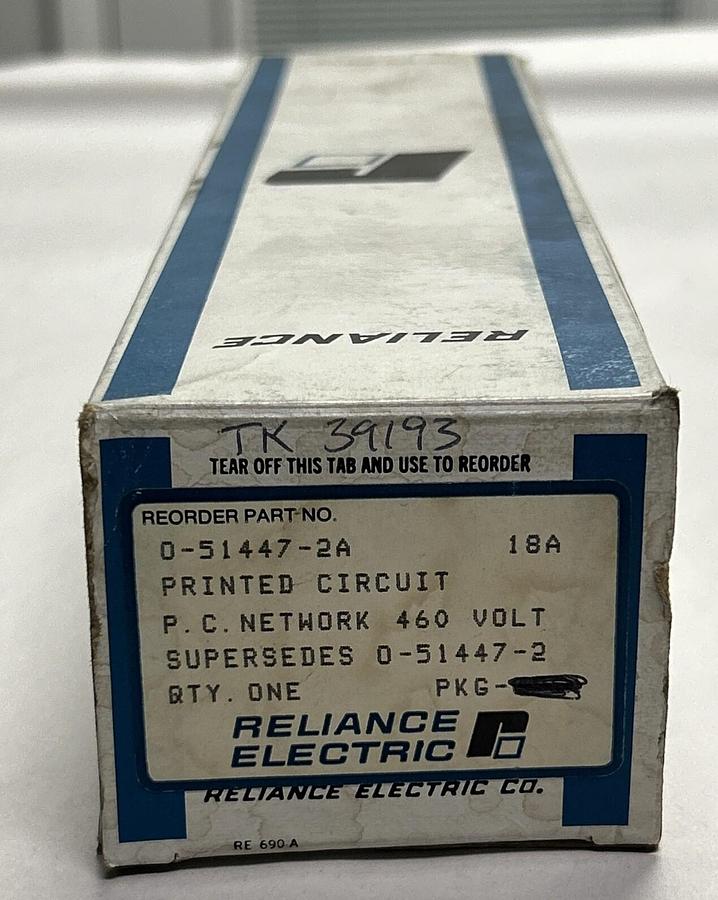 RELIANCE
TK 39193
TEAR OFF THIS TAB AND USE TO REORDER
REORDER PART NO.
0-51447-2A 18A
PRINTED CIRCUIT
P.C. NETWORK 460 VOLT
SUPERSEDES 0-51447-2
QTY. ONE PKG-
RELIANCE
ELECTRIC
RELIANCE ELECTRIC CO.
RE 690 A